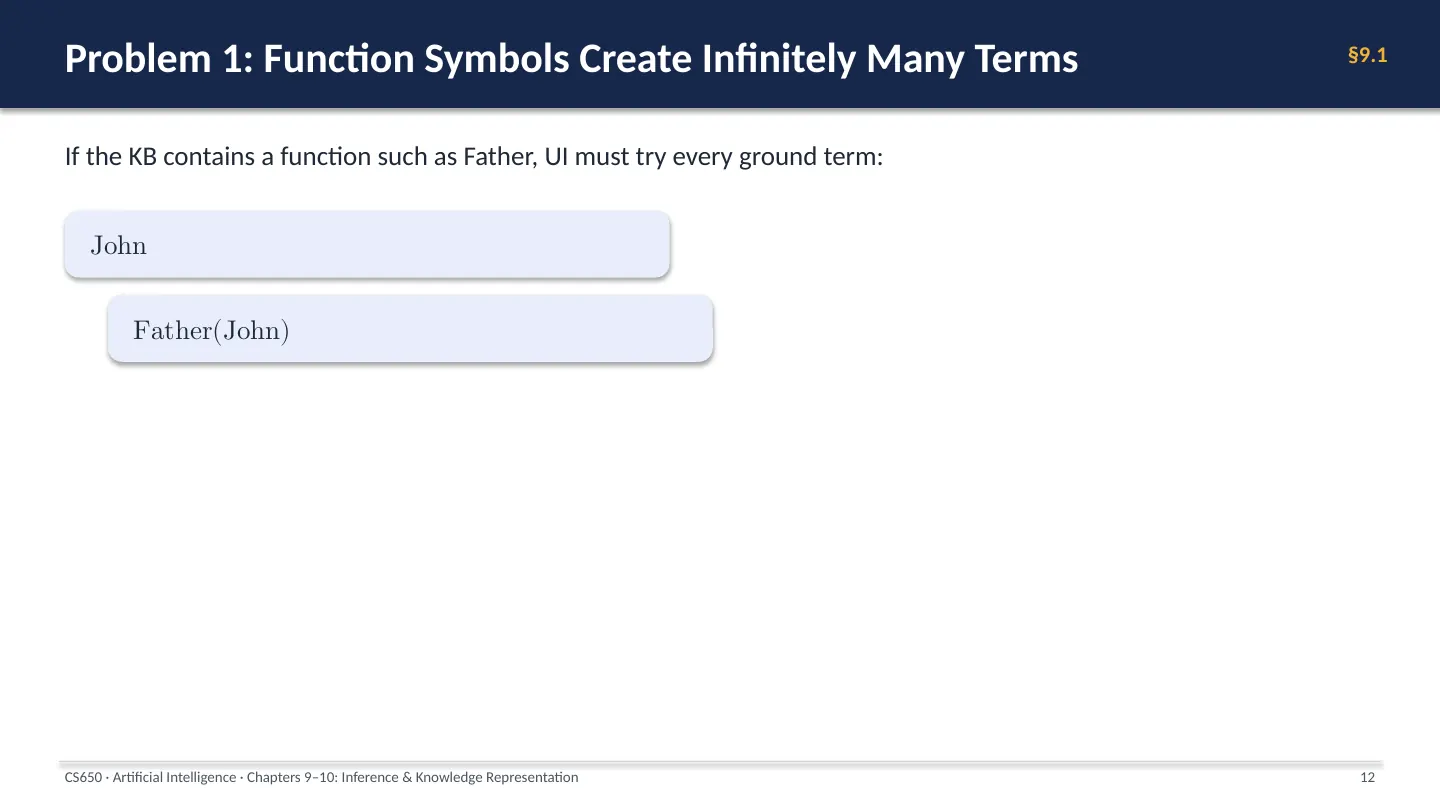 Problem 1: Function Symbols Create Infinitely Many Terms
§9.1
If the KB contains a function such as Father, UI must try every ground term:
John
Father(John)
CS650 · Artificial Intelligence · Chapters 9–10: Inference & Knowledge Representation
12